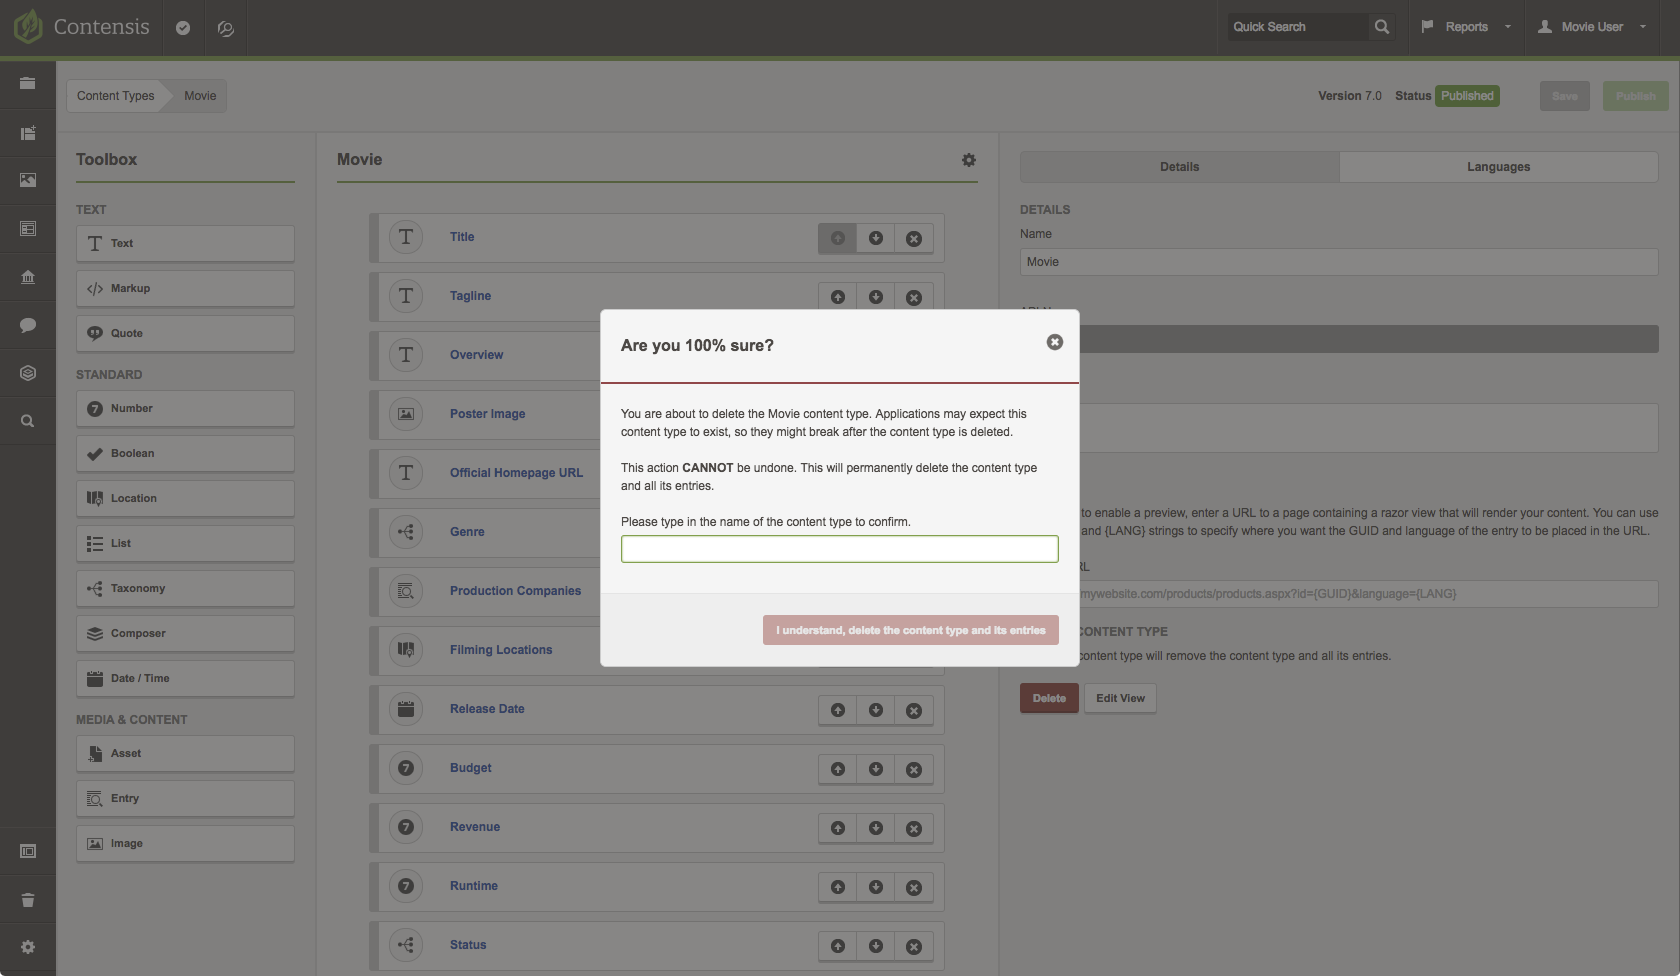 Contensis
Quick Search
Reports
Movie User
Content Types
Movie
Version 7.0
Status
Published
Save
Publish
Toolbox
TEXT
Text
Markup
Quote
STANDARD
Number
Boolean
Location
List
Taxonomy
Composer
Date / Time
MEDIA & CONTENT
Asset
Entry
Image
Movie
Title
Tagline
Overview
Poster Image
Official Homepage URL
Genre
Production Companies
Filming Locations
Release Date
Budget
Revenue
Runtime
Status
Are you 100% sure?
You are about to delete the Movie content type. Applications may expect this
content type to exist, so they might break after the content type is deleted.
This action CANNOT be undone. This will permanently delete the content type
and all its entries.
Please type in the name of the content type to confirm.
I understand, delete the content type and its entries
Details
Languages
DETAILS
Name
Movie
to enable a preview, enter a URL to a page containing a razor view that will render your content. You can use
and {LANG} strings to specify where you want the GUID and language of the entry to be placed in the URL.
RL
mywebsite.com/products/products.aspx?id={GUID}&language={LANG}
CONTENT TYPE
content type will remove the content type and all its entries.
Delete
Edit View